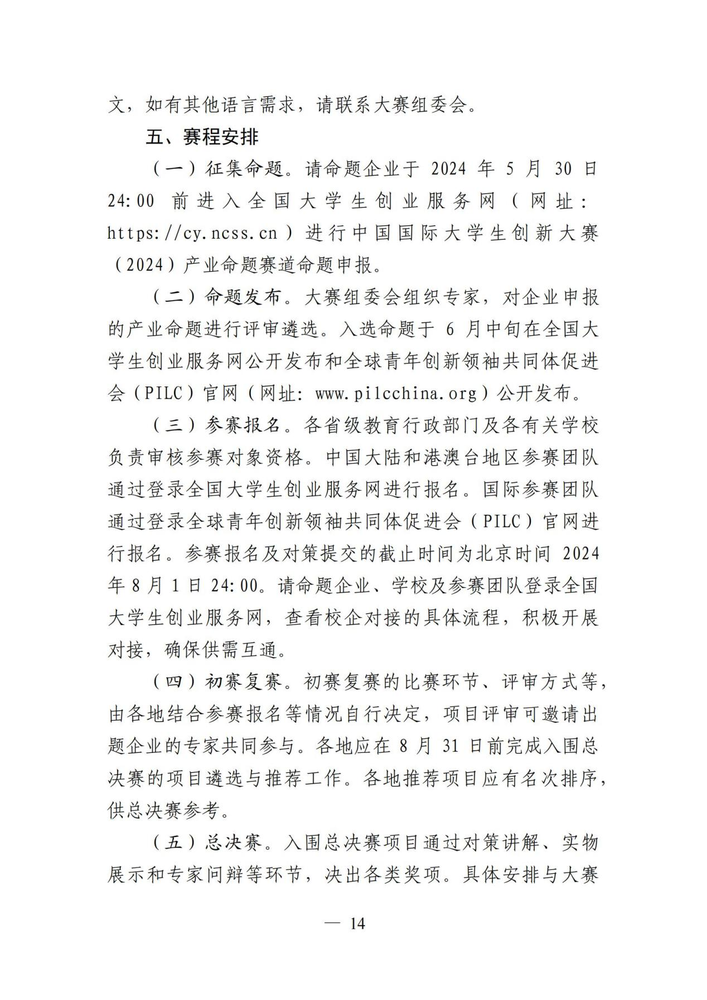 文，如有其他语言需求，请联系大赛组委会。
五、赛程安排
（一）征集命题。请命题企业于 2024 年 5 月 30 日
24:00 前进入全国大学生创业服务网（网址：
https://cy.ncss.cn）进行中国国际大学生创新大赛
（2024）产业命题赛道命题申报。
（二）命题发布。大赛组委会组织专家，对企业申报
的产业命题进行评审遴选。入选命题于 6 月中旬在全国大
学生创业服务网公开发布和全球青年创新领袖共同体促进
会（PILC）官网（网址：www.pilcchina.org）公开发布。
（三）参赛报名。各省级教育行政部门及各有关学校
负责审核参赛对象资格。中国大陆和港澳台地区参赛团队
通过登录全国大学生创业服务网进行报名。国际参赛团队
通过登录全球青年创新领袖共同体促进会（PILC）官网进
行报名。参赛报名及对策提交的截止时间为北京时间 2024
年 8 月 1 日 24:00。请命题企业、学校及参赛团队登录全国
大学生创业服务网，查看校企对接的具体流程，积极开展
对接，确保供需互通。
（四）初赛复赛。初赛复赛的比赛环节、评审方式等，
由各地结合参赛报名等情况自行决定，项目评审可邀请出
题企业的专家共同参与。各地应在 8 月 31 日前完成入围总
决赛的项目遴选与推荐工作。各地推荐项目应有名次排序，
供总决赛参考。
（五）总决赛。入围总决赛项目通过对策讲解、实物
展示和专家问辩等环节，决出各类奖项。具体安排与大赛
— 14